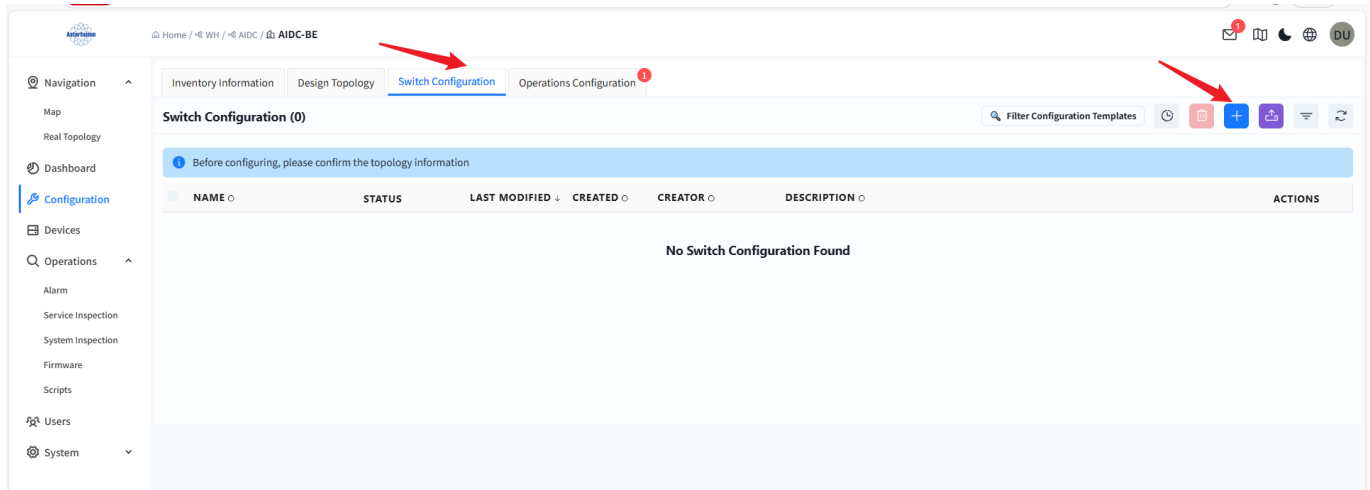 Asterfusion
Home / WH / AIDC / AIDC-BE
1
DU
Navigation
Map
Real Topology
Dashboard
Configuration
Devices
Operations
Alarm
Service Inspection
System Inspection
Firmware
Scripts
Users
System
Inventory Information
Design Topology
Switch Configuration
Operations Configuration
1
Switch Configuration (0)
Filter Configuration Templates
Before configuring, please confirm the topology information
NAME STATUS LAST MODIFIED ↓ CREATED CREATOR DESCRIPTION ACTIONS
No Switch Configuration Found